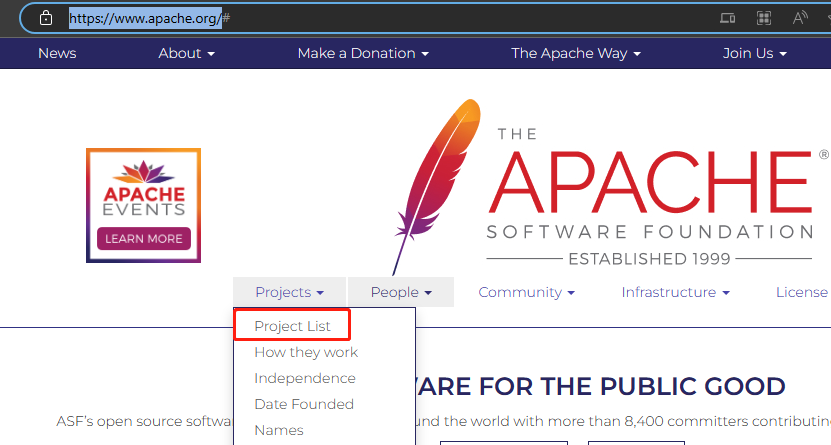 https://www.apache.org/#
News About Make a Donation The Apache Way Join Us
APACHE
EVENTS
LEARN MORE
THE
APACHE®
SOFTWARE FOUNDATION
ESTABLISHED 1999
Projects People Community Infrastructure License
Project List
How they work
Independence
Date Founded
Names
WARE FOR THE PUBLIC GOOD
ASF's open source softwar und the world with more than 8,400 committers contributin